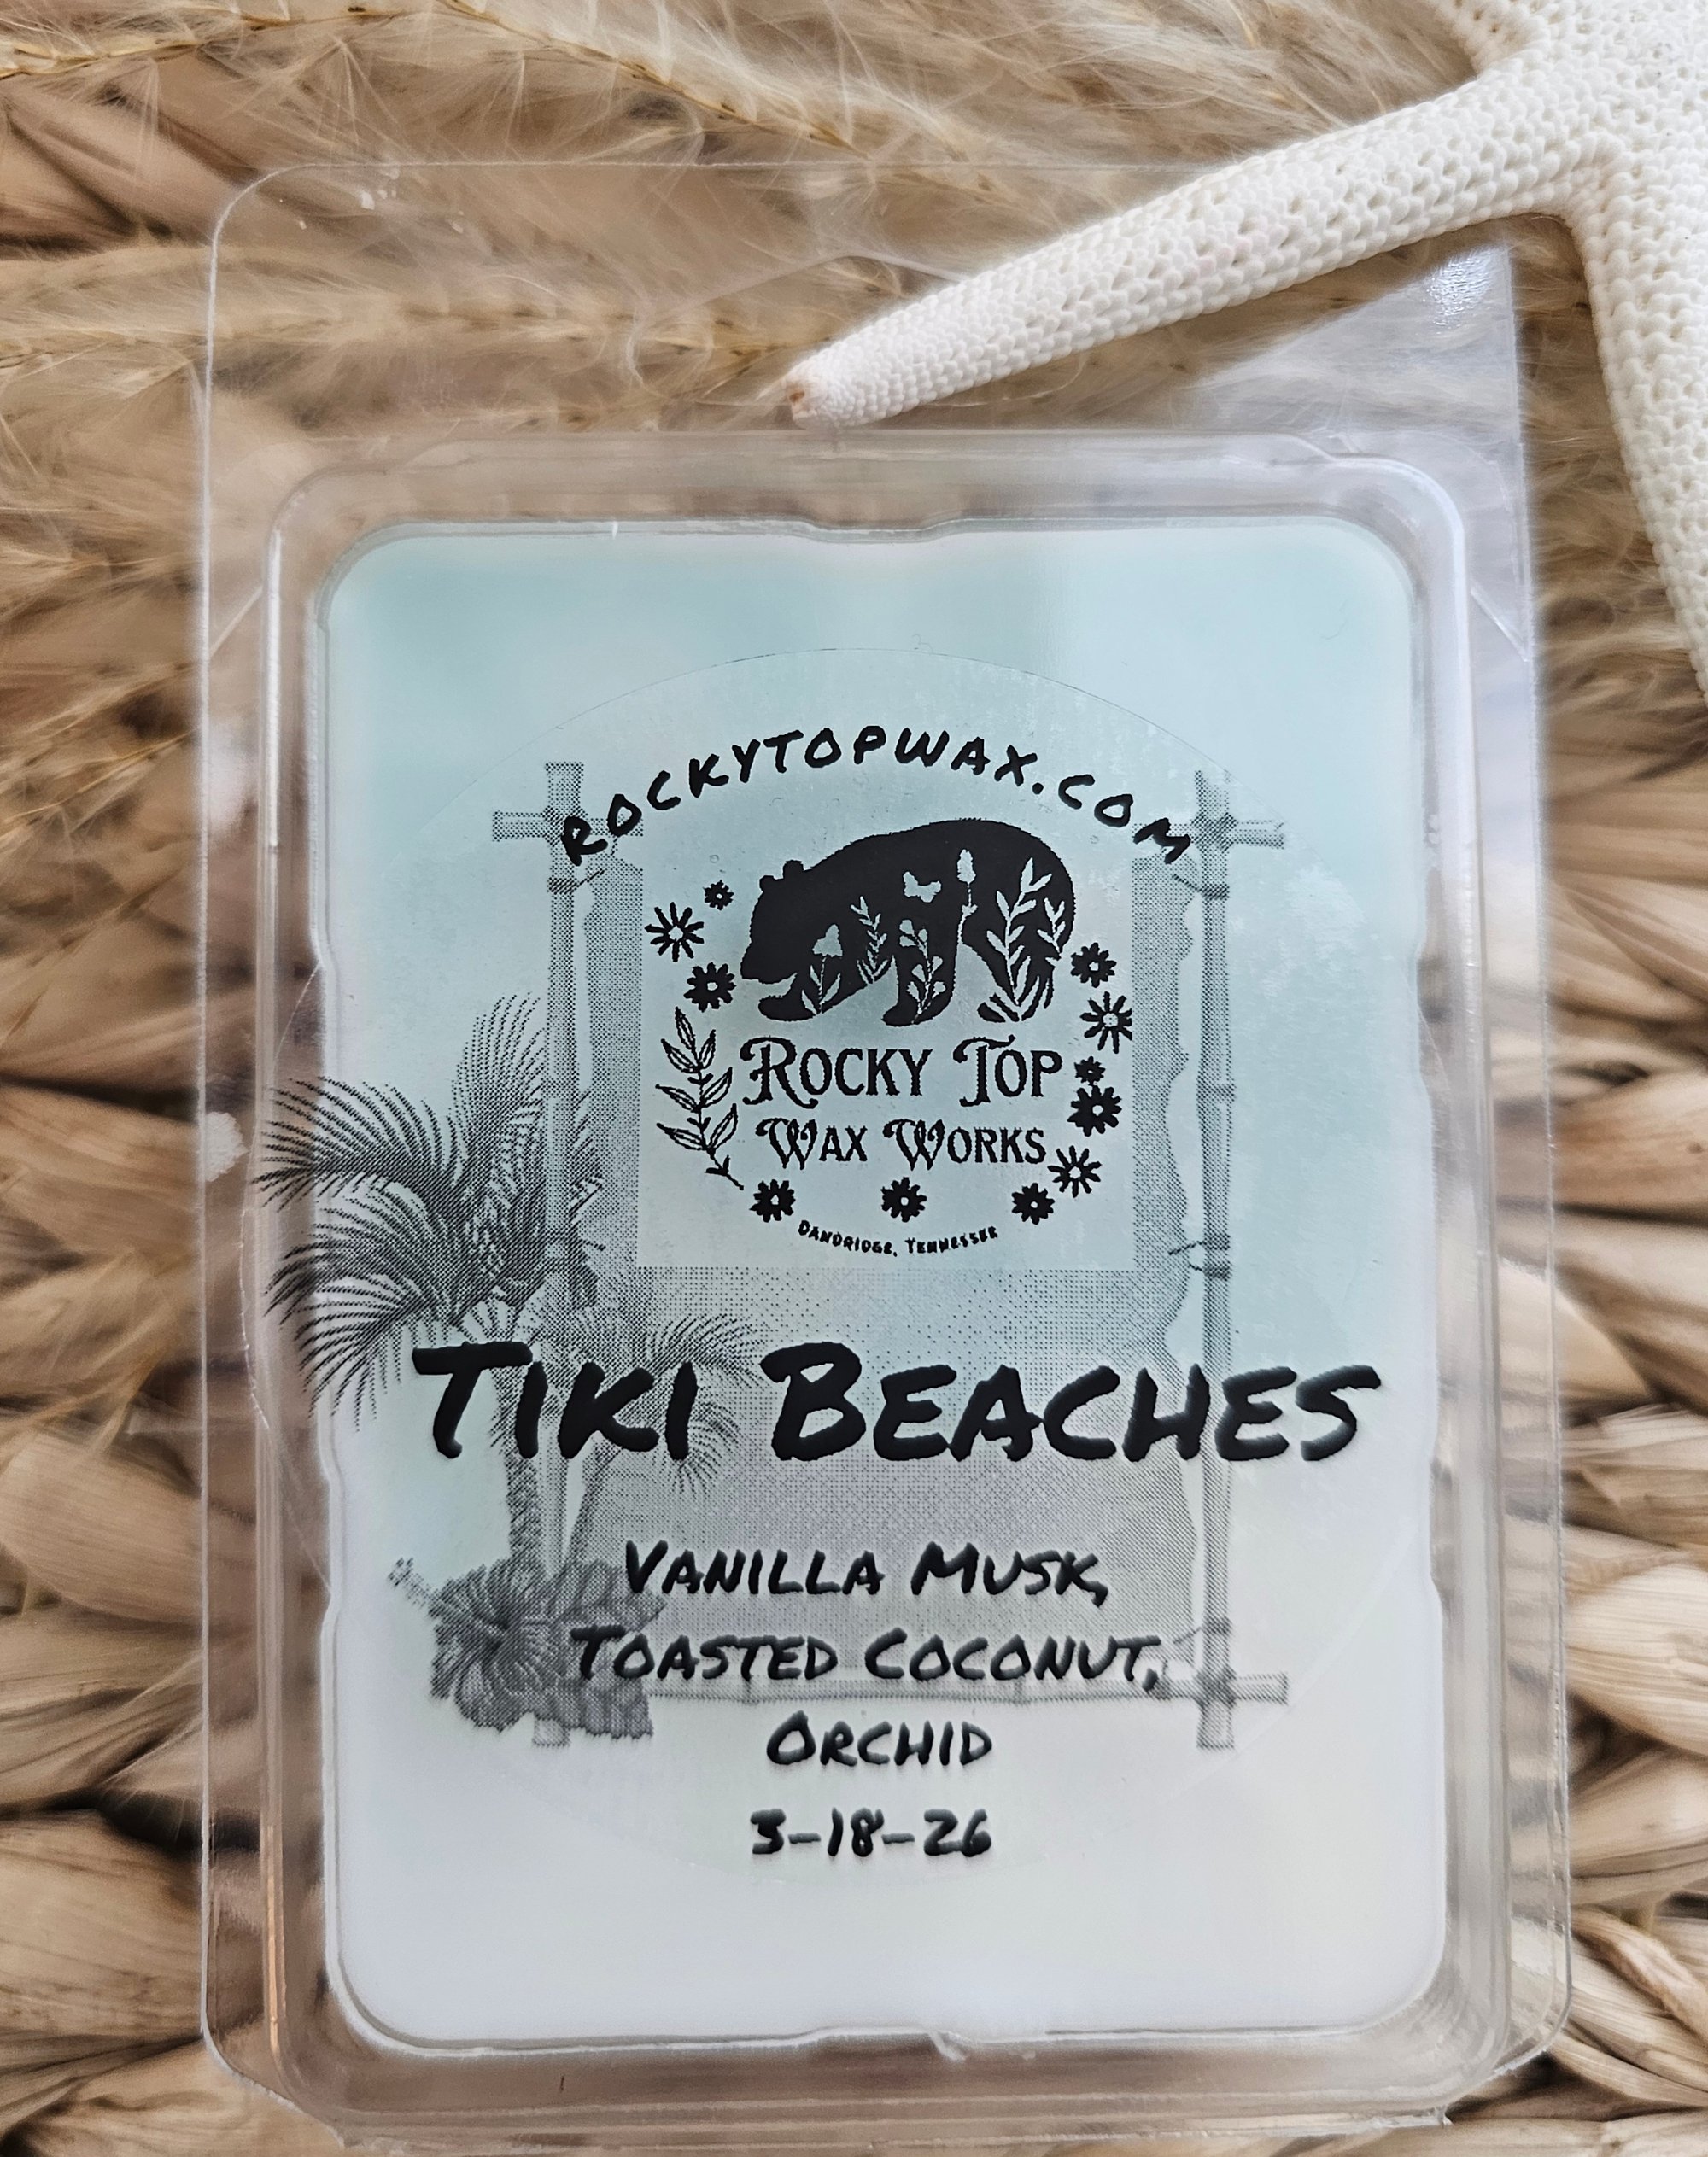 ROCKYTOPWAX.COM
ROCKY TOP
WAX WORKS
DANDRIDGE, TENNESSEE
TIKI BEACHES
VANILLA MUSK,
TOASTED COCONUT,
ORCHID
3-18-26